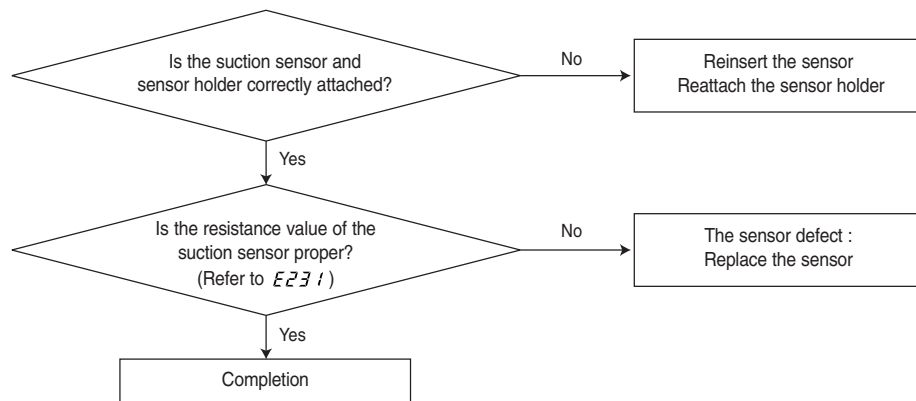 Is the suction sensor and
sensor holder correctly attached?
No
Reinsert the sensor
Reattach the sensor holder
Yes
Is the resistance value of the
suction sensor proper?
(Refer to E231)
No
The sensor defect :
Replace the sensor
Yes
Completion